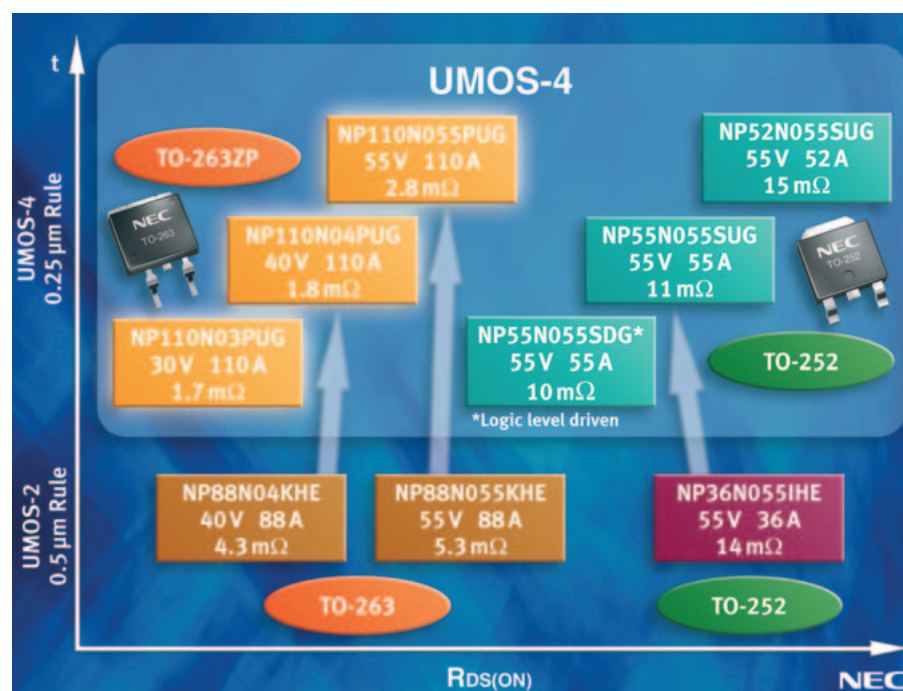 t
UMOS-4
UMOS-4
0.25 µm Rule
TO-263ZP
NP110N055PUG
55V 110A
2.8mΩ
NP52N055SUG
55V 52A
15mΩ
NEC
TO-263
NP110N04PUG
40V 110A
1.8mΩ
NP55N055SUG
55V 55A
11mΩ
NEC
TO-252
NP110N03PUG
30V 110A
1.7mΩ
NP55N055SDG*
55V 55A
10mΩ
TO-252
*Logic level driven
UMOS-2
0.5 µm Rule
NP88N04KHE
40V 88A
4.3mΩ
NP88N055KHE
55V 88A
5.3mΩ
NP36N055IHE
55V 36A
14mΩ
TO-263
TO-252
RDS(ON)
NEC